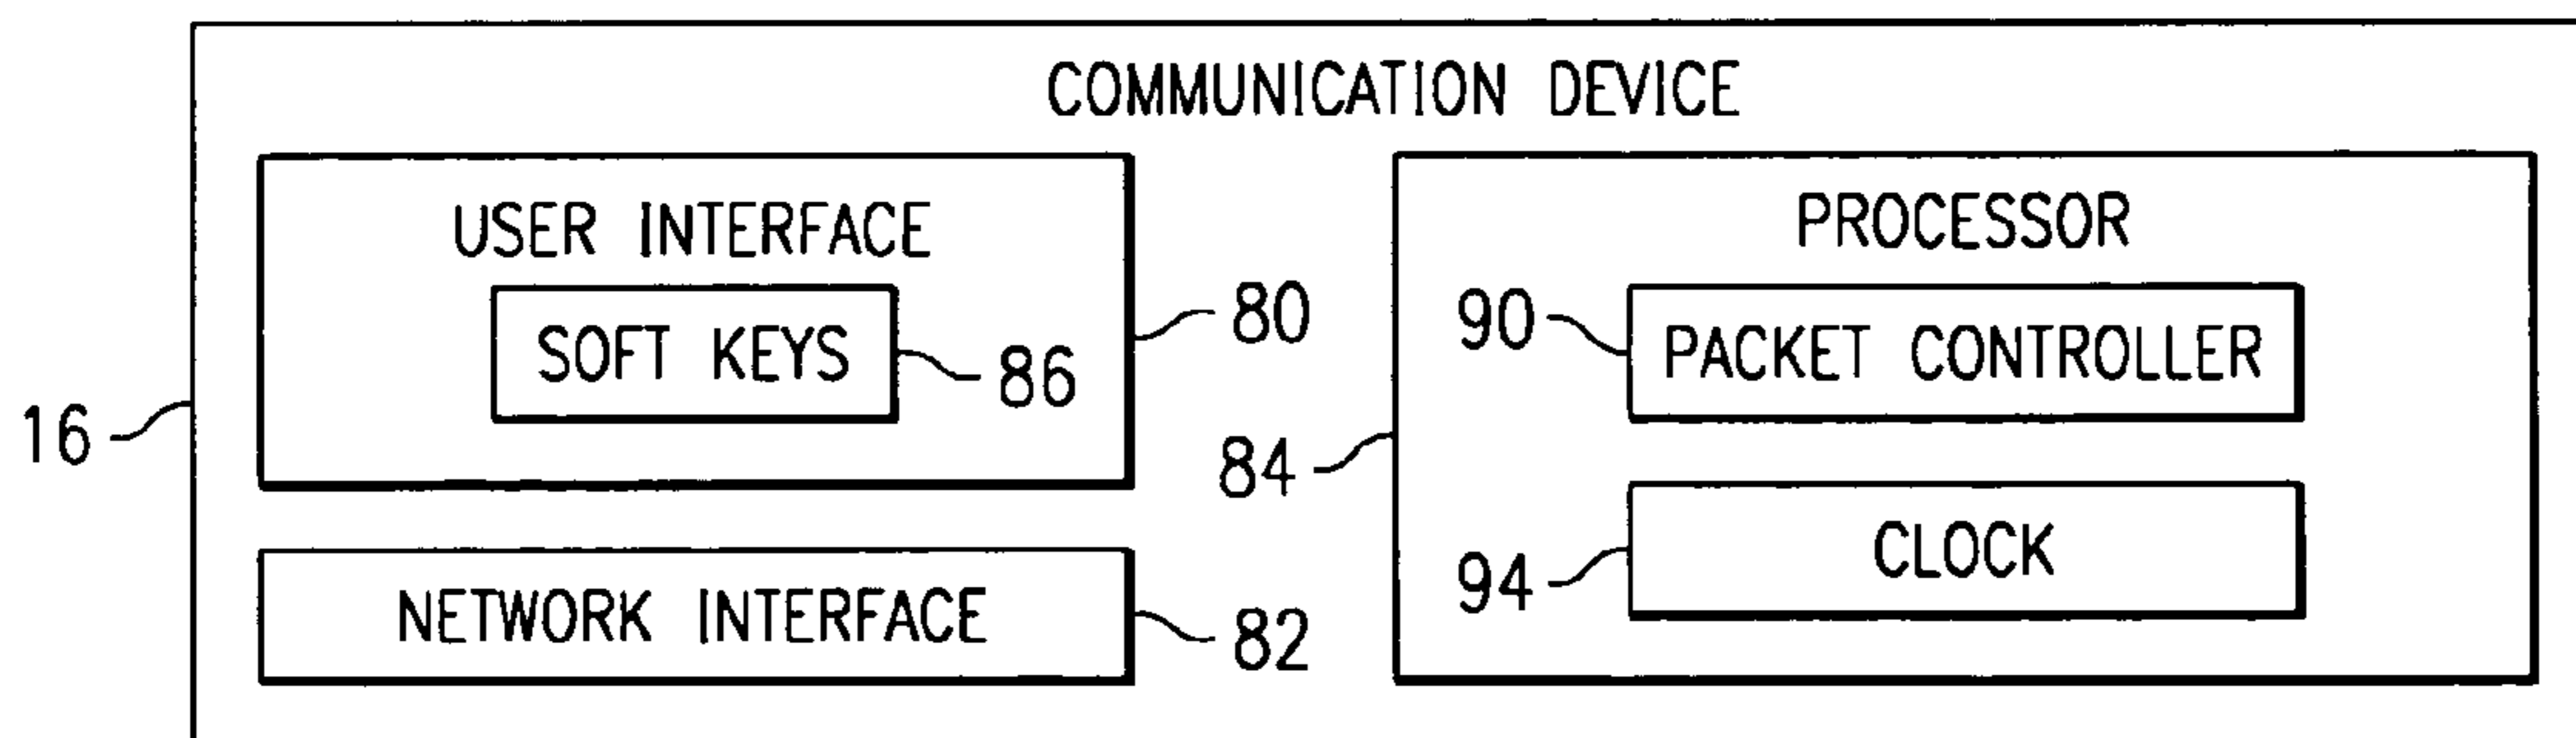 COMMUNICATION DEVICE
USER INTERFACE
SOFT KEYS
80
86
16
NETWORK INTERFACE
82
PROCESSOR
84
90
PACKET CONTROLLER
94
CLOCK